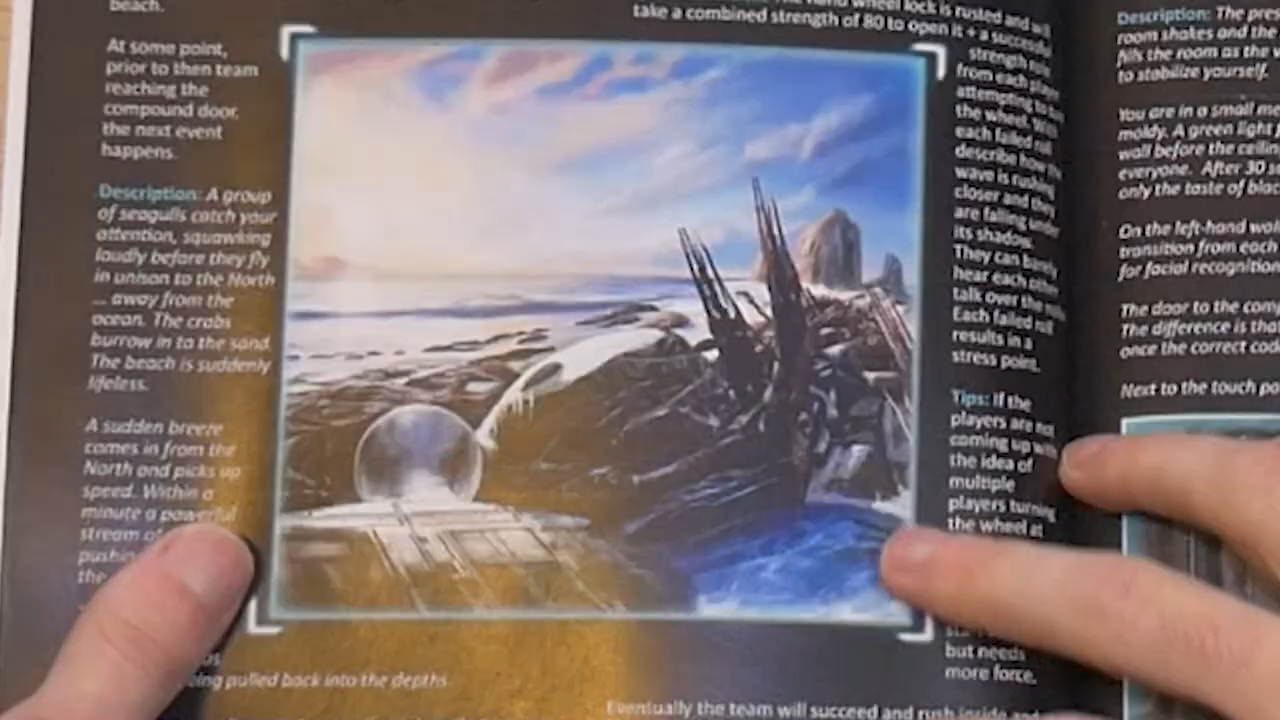 beach.
At some point,
prior to then team
reaching the
compound door,
the next event
happens.
Description: A group
of seagulls catch your
attention, squawking
loudly before they fly
in unison to the North
... away from the
ocean. The crabs
burrow in to the sand.
The beach is suddenly
lifeless.
A sudden breeze
comes in from the
North and picks up
speed. Within a
minute a powerful
stream of
the
being pulled back into the depths.
wheel lock is rusted and will
take a combined strength of 80 to open it + a successful
strength
from each player
attempting to
the wheel. With
each failed roll
describe how the
wave is rushing
closer and they
are falling under
its shadow.
They can barely
hear each other
talk over the
Each failed roll
results in a
stress point.
Tips: If the
players are not
coming up with
the idea of
multiple
players turning
the wheel at
but needs
more force.
Eventually the team will succeed and rush inside and
Description: The
room shakes and the
fills the room as the
to stabilize yourself.
You are in a small
moldy. A green light
wall before the
everyone. After 30
only the taste of
On the left-hand
transition from each
for facial recognition
The door to the
The difference is that
once the correct
Next to the touch